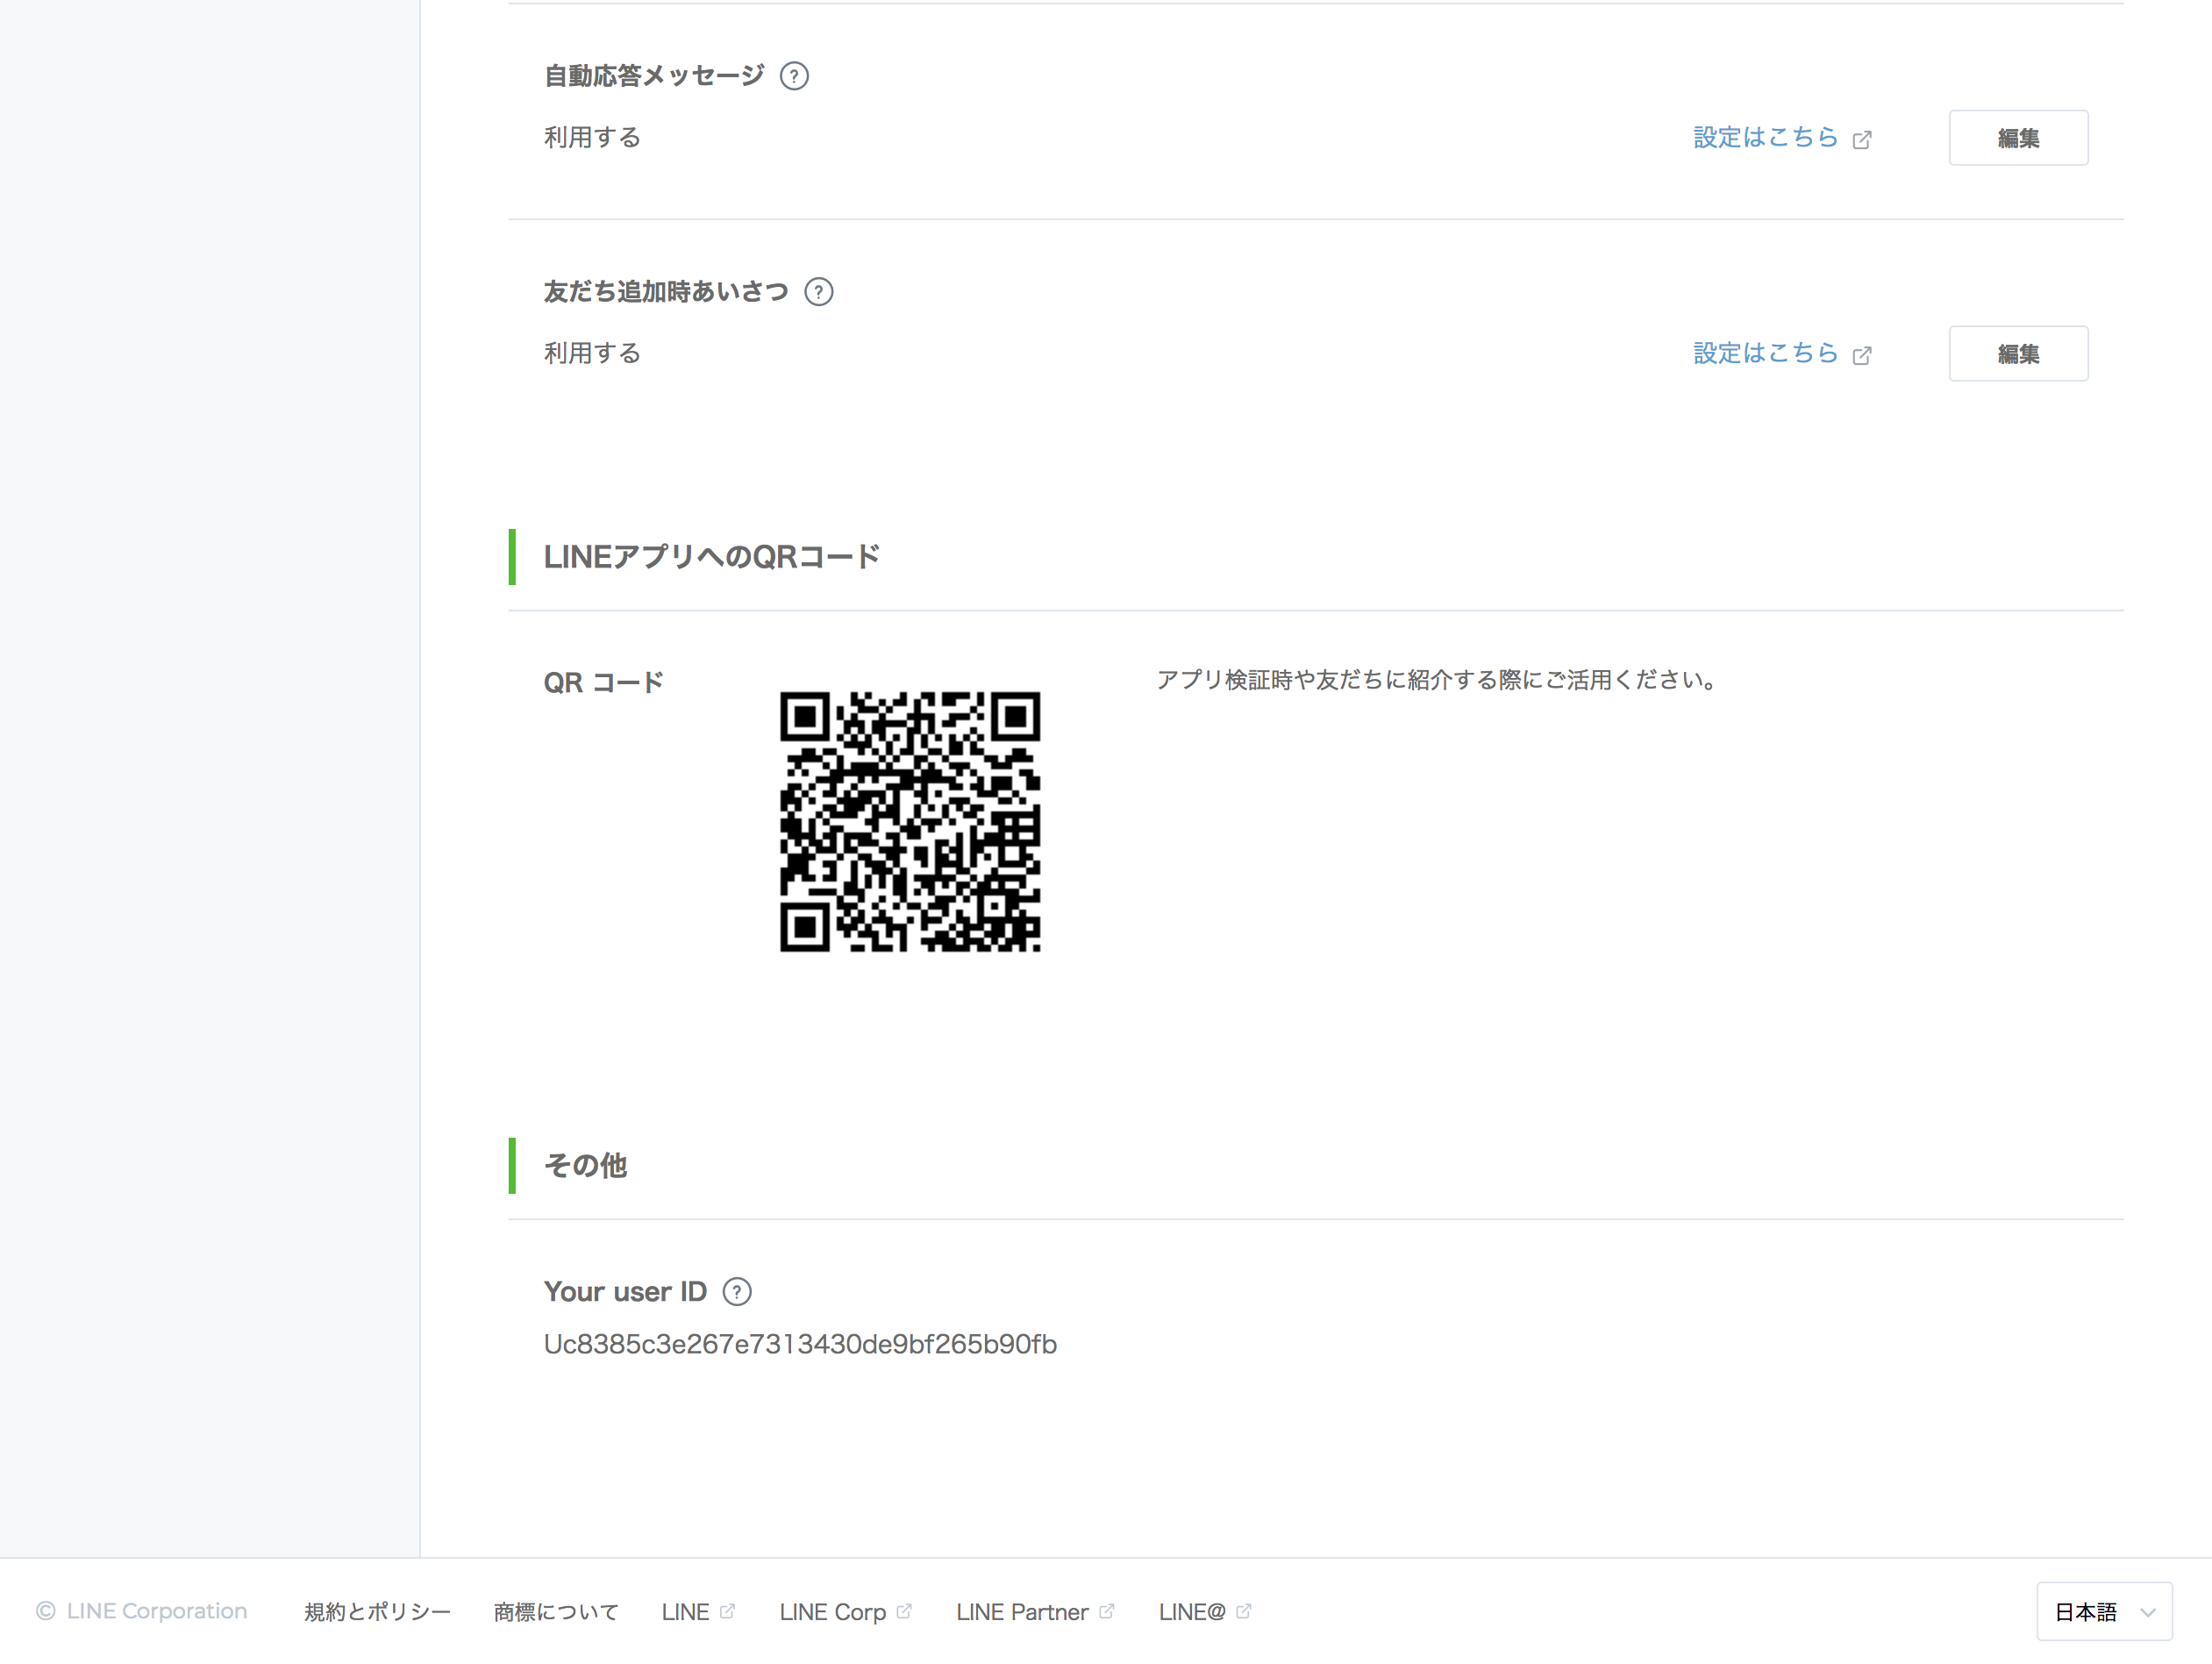 自動応答メッセージ ?
利用する 設定はこちら 編集
友だち追加時あいさつ ?
利用する 設定はこちら 編集
LINEアプリへのQRコード
QR コード アプリ検証時や友だちに紹介する際にご活用ください。
その他
Your user ID ?
Uc8385c3e267e7313430de9bf265b90fb
© LINE Corporation 規約とポリシー 商標について LINE LINE Corp LINE Partner LINE@ 日本語